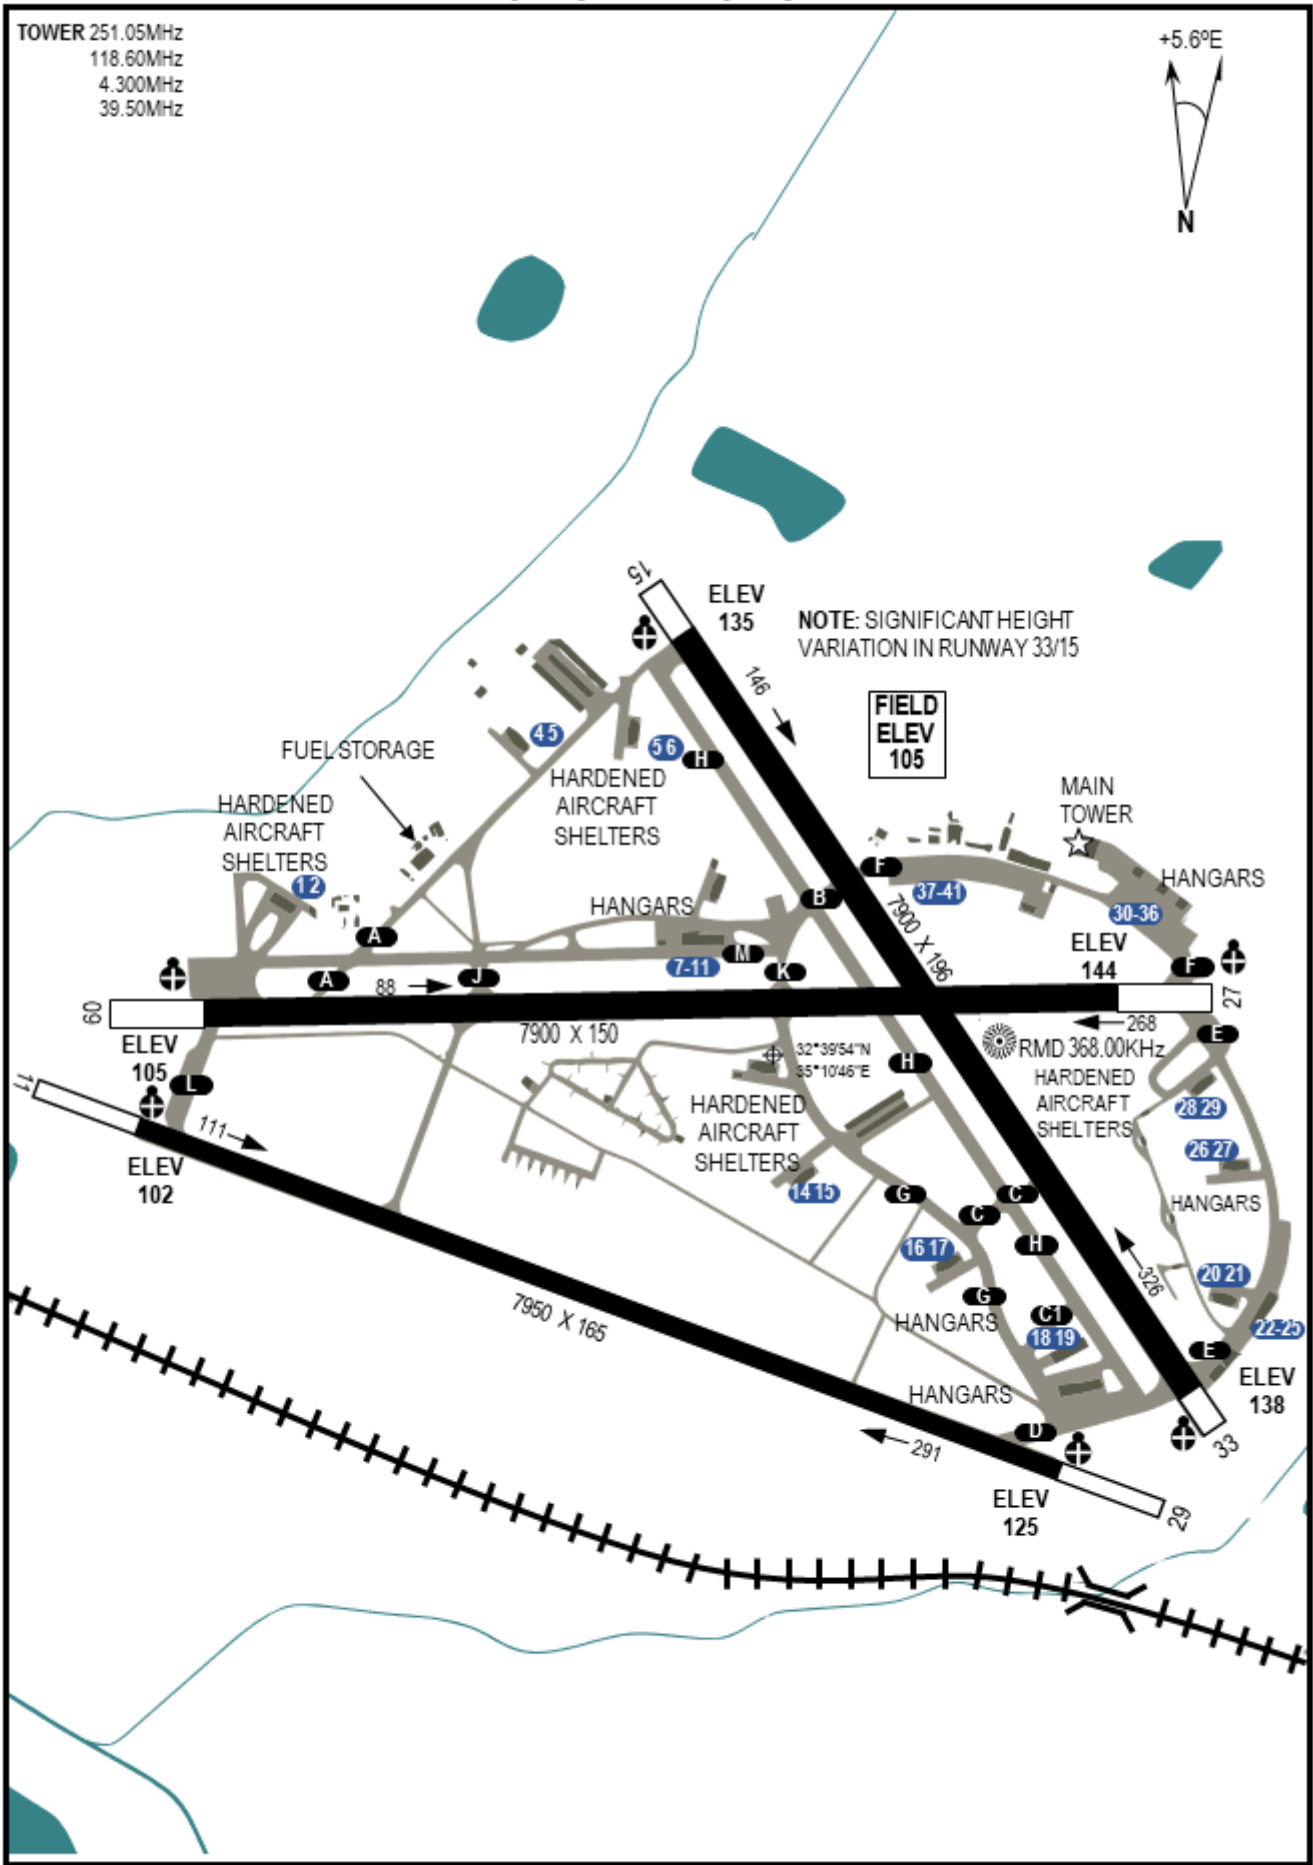 TOWER 251.05MHz
118.60MHz
4.300MHz
39.50MHz
+5.6ºE
N
15
ELEV
135
NOTE: SIGNIFICANT HEIGHT
VARIATION IN RUNWAY 33/15
146
FIELD
ELEV
105
4 5
5 6
H
FUEL STORAGE
HARDENED
AIRCRAFT
SHELTERS
HARDENED
AIRCRAFT
SHELTERS
MAIN
TOWER
1 2
F
HANGARS
37-41
30-36
HANGARS
B
7900 X 196
A
M
7-11
K
ELEV
144
F
A
88
J
09
27
268
7900 X 150
E
ELEV
105
L
32°39'54"N
35°10'46"E
H
RMD 368.00KHz
HARDENED
AIRCRAFT
SHELTERS
11
111
ELEV
102
HARDENED
AIRCRAFT
SHELTERS
28 29
26 27
14 15
G
C
C
HANGARS
16 17
H
326
20 21
G
HANGARS
C1
18 19
22-25
7950 X 165
E
ELEV
138
HANGARS
D
291
33
ELEV
125
29